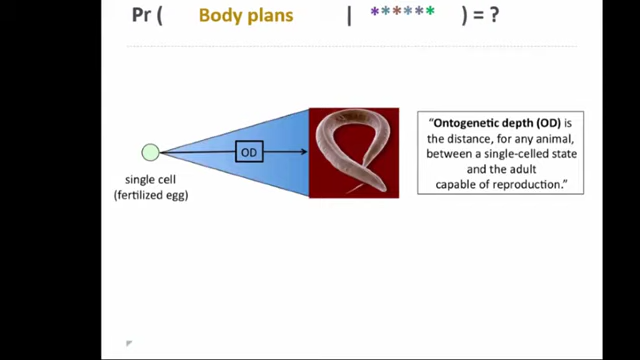 Pr ( Body plans | ****** ) = ?
OD
single cell
(fertilized egg)
“Ontogenetic depth (OD) is
the distance, for any animal,
between a single-celled state
and the adult
capable of reproduction.”